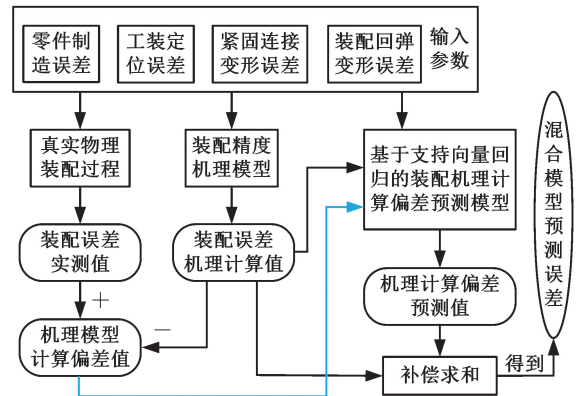 零件制
造误差
工装定
位误差
紧固连接
变形误差
装配回弹
变形误差
输入
参数
真实物理
装配过程
装配精度
机理模型
基于支持向量回
归的装配机理计
算偏差预测模型
装配误差
实测值
装配误差
机理计算值
机理计算偏差
预测值
+
−
机理模型
计算偏差值
补偿求和
得到
混合模型预测误差